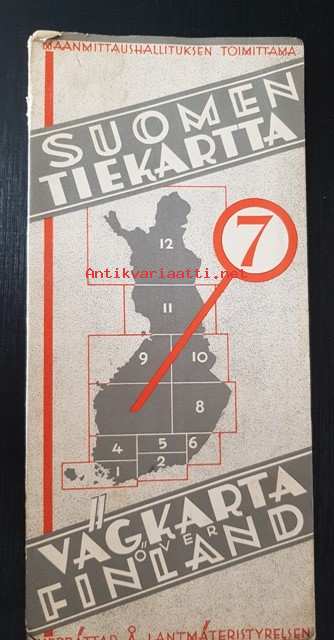 MAANMITTAUSHALLITUKSEN TOIMITTAMA
SUOMEN
TIEKARTTA
7
12
Antikvariaatti.net
11
9
10
8
4
5
6
1
2
VÄGKARTA
ÖVER
FINLAND
UPPRÄTTAD Å LANTMÄTERISTYRELSEN